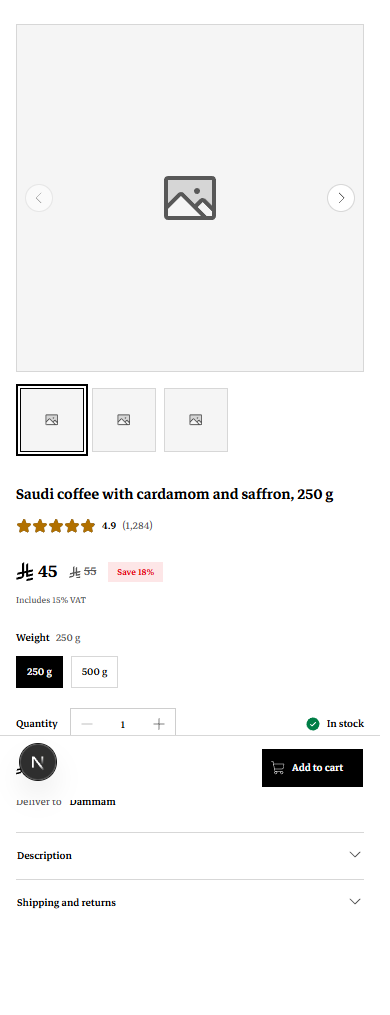 Saudi coffee with cardamom and saffron, 250 g
4.9 (1,284)
45 55 Save 18%
Includes 15% VAT
Weight 250 g
250 g 500 g
Quantity 1 In stock
N Add to cart
Deliver to Dammam
Description
Shipping and returns